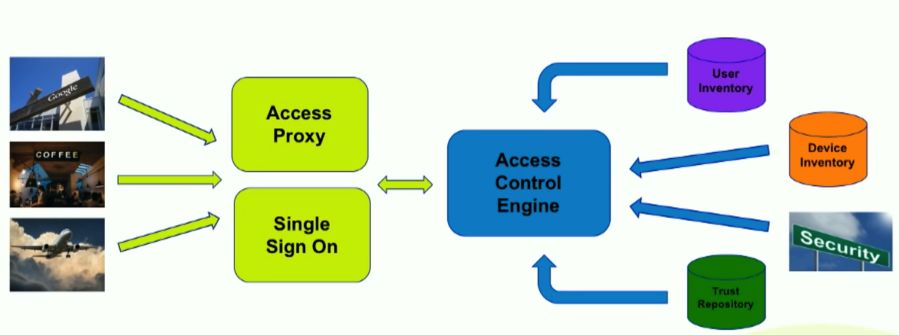 Google
COFFEE
Access
Proxy
Single
Sign On
Access
Control
Engine
User
Inventory
Device
Inventory
Security
Trust
Repository